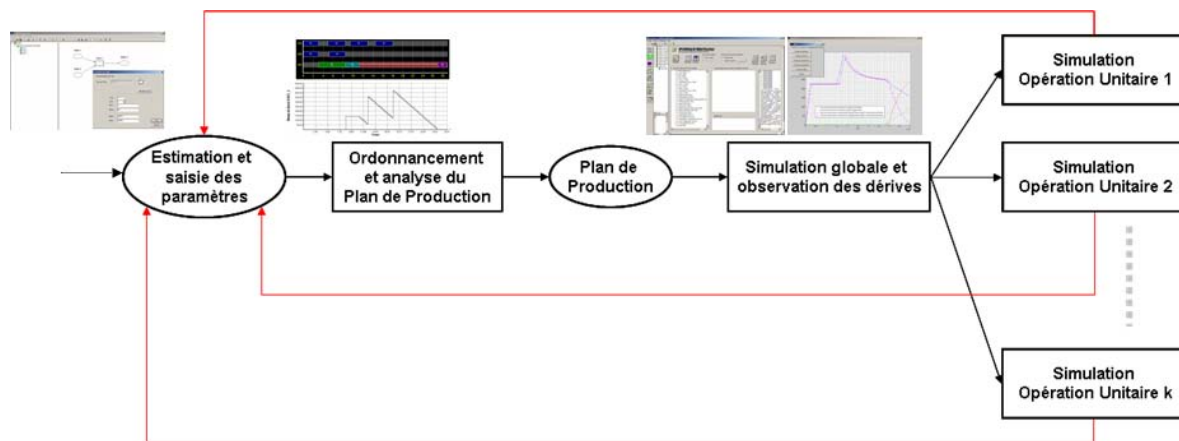 Estimation et
saisie des
paramètres
Ordonnancement
et analyse du
Plan de Production
Plan de
Production
Simulation globale et
observation des dérives
Simulation
Opération Unitaire 1
Simulation
Opération Unitaire 2
Simulation
Opération Unitaire k